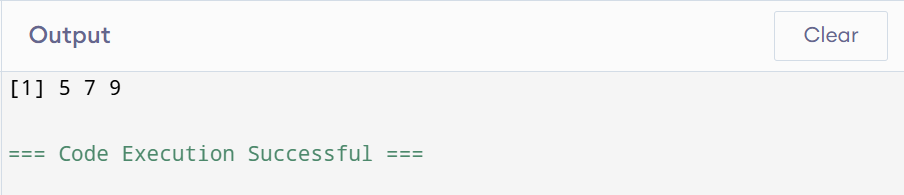 Output
Clear
[1] 5 7 9
=== Code Execution Successful ===